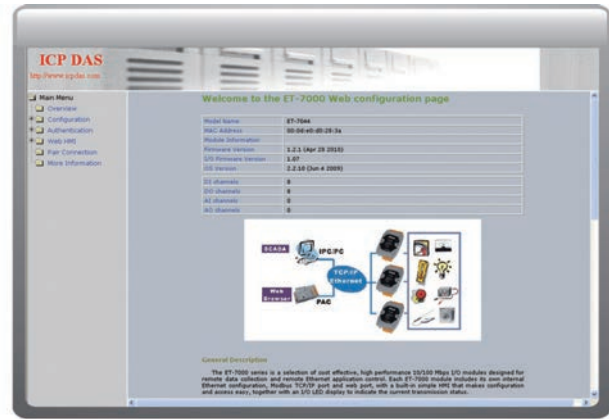 ICP DAS
http://www.icpdas.com
Main Menu
Overview
Configuration
Authentication
Web HMI
Pair Connection
More Information
Welcome to the ET-7000 Web configuration page
Model Name ET-7044
MAC Address
Module Information
Firmware Version 1.2.1 (Apr 29 2010)
I/O Firmware Version 1.07
OS Version 2.2.10 (Jun 4 2009)
DI channels 8
DO channels 8
AI channels 0
AO channels 0
SCADA
IPC/PC
TCP/IP
Ethernet
Web
Browser
PAC
General Description
The ET-7000 series is a selection of cost effective, high performance 10/100 Mbps I/O modules designed for
remote data collection and remote Ethernet application control. Each ET-7000 module includes its own internal
Ethernet configuration, Modbus TCP/IP port and web port, with a built-in simple HMI that makes configuration
and access easy, together with an I/O LED display to indicate the current transmission status.